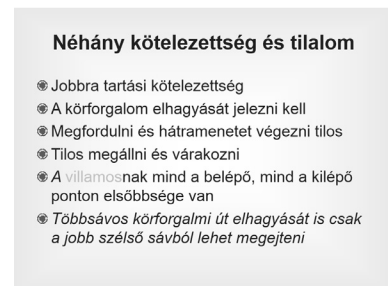 Néhány kötelezettség és tilalom
Jobbra tartási kötelezettség
A körforgalom elhagyását jelezni kell
Megfordulni és hátramenetet végezni tilos
Tilos megállni és várakozni
A villamosnak mind a belépő, mind a kilépő
ponton elsőbbsége van
Többsávos körforgalmi út elhagyását is csak
a jobb szélső sávból lehet megejteni